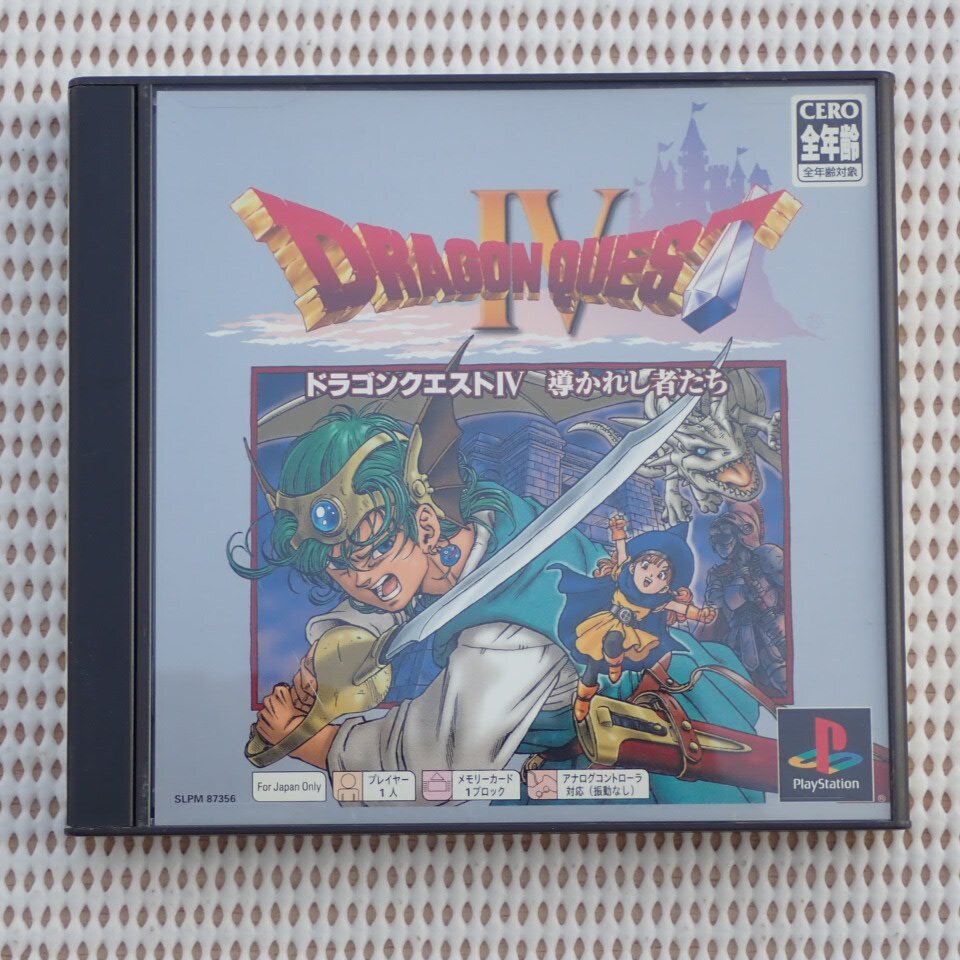 CERO
全年齢
全年齢対象
IV
DRAGON QUEST
ドラゴンクエストIV 導かれし者たち
For Japan Only
プレイヤー
1人
メモリーカード
1ブロック
アナログコントローラ
対応(振動なし)
SLPM 87356
PlayStation